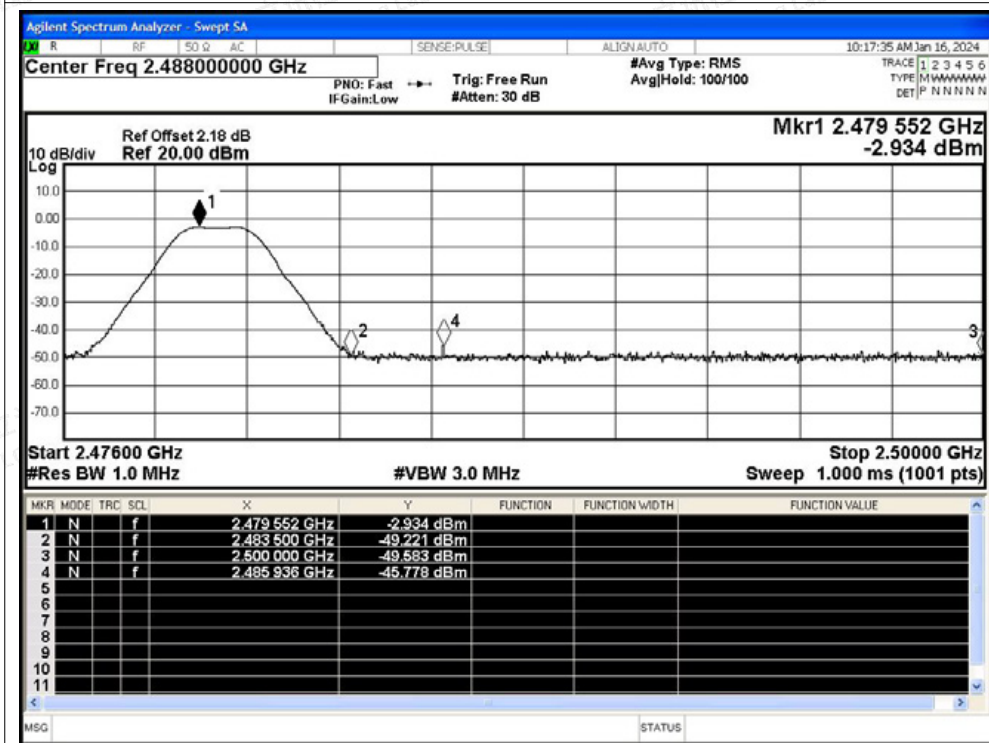 Agilent Spectrum Analyzer - Swept SA
R RF 50 Ω AC SENSE:PULSE ALIGN AUTO 10:17:35 AM Jan 16, 2024
Center Freq 2.488000000 GHz #Avg Type: RMS TRACE 1 2 3 4 5 6
PNO: Fast Trig: Free Run Avg|Hold: 100/100 TYPE M W W W W W
IFGain:Low #Atten: 30 dB DET P N N N N N
Mkr1 2.479 552 GHz
Ref Offset 2.18 dB -2.934 dBm
10 dB/div Ref 20.00 dBm
Log
10.0
1
0.00
-10.0
-20.0
-30.0
-40.0
2 4 3
-50.0
-60.0
-70.0
Start 2.47600 GHz Stop 2.50000 GHz
#Res BW 1.0 MHz #VBW 3.0 MHz Sweep 1.000 ms (1001 pts)
MKR MODE TRC SCL X Y FUNCTION FUNCTION WIDTH FUNCTION VALUE
1 N f 2.479 552 GHz -2.934 dBm
2 N f 2.483 500 GHz -49.221 dBm
3 N f 2.500 000 GHz -49.583 dBm
4 N f 2.485 936 GHz -45.778 dBm
5
6
7
8
9
10
11
MSG STATUS